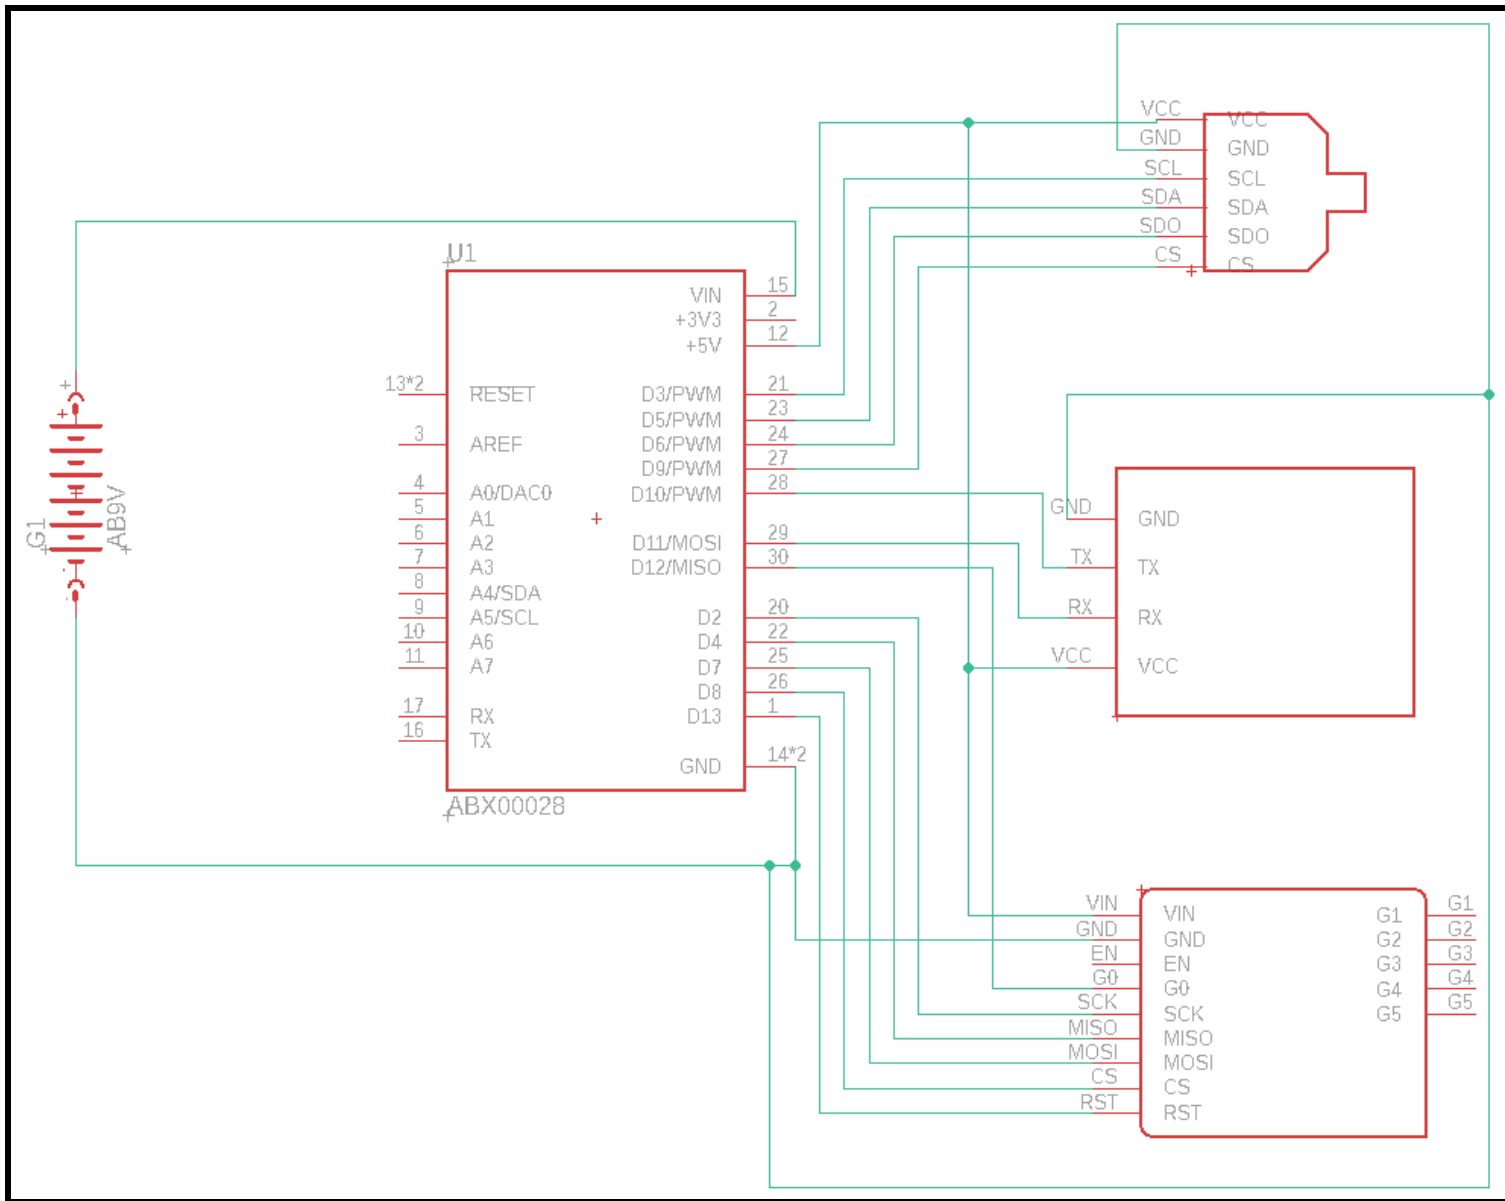 VCC VCC
GND GND
SCL SCL
SDA SDA
SDO SDO
CS CS
U1
VIN 15
+3V3 2
+5V 12
13*2 RESET
D3/PWM 21
D5/PWM 23
3 AREF
D6/PWM 24
D9/PWM 27
4 A0/DAC0
D10/PWM 28
5 A1
6 A2
D11/MOSI 29
7 A3
D12/MISO 30
8 A4/SDA
9 A5/SCL
D2 20
10 A6
D4 22
11 A7
D7 25
D8 26
17 RX
D13 1
16 TX
GND 14*2
ABX00028
G1
AB9V
+
-
GND GND
TX TX
RX RX
VCC VCC
VIN VIN G1 G1
GND GND G2 G2
EN EN G3 G3
G0 G0 G4 G4
SCK SCK G5 G5
MISO MISO
MOSI MOSI
CS CS
RST RST